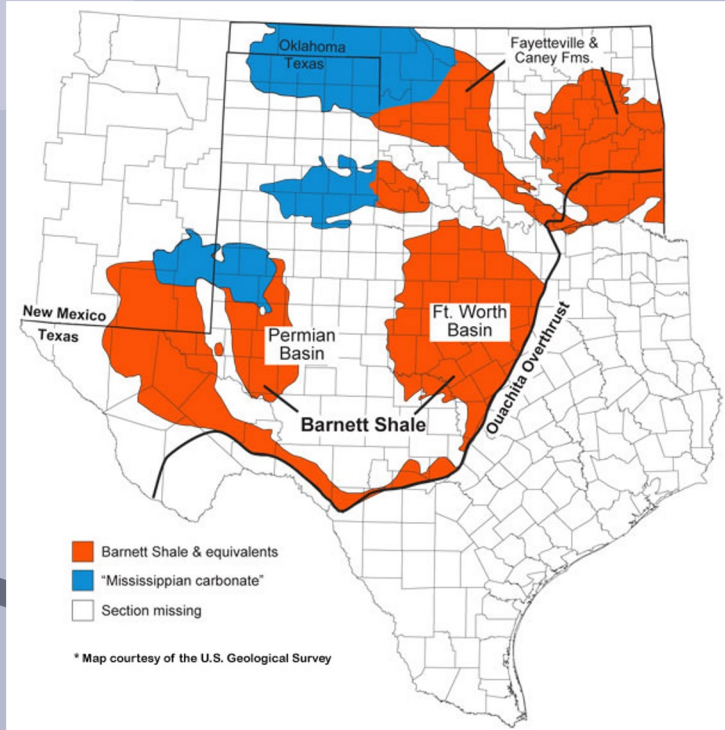 Oklahoma
Texas
Fayetteville &
Caney Fms.
New Mexico
Texas
Permian
Basin
Ft. Worth
Basin
Barnett Shale
Ouachita Overthrust
Barnett Shale & equivalents
“Mississippian carbonate”
Section missing
* Map courtesy of the U.S. Geological Survey